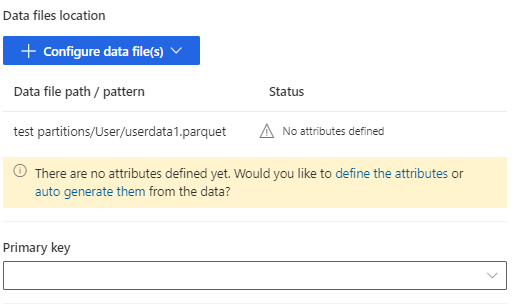 Data files location
+ Configure data file(s)
Data file path / pattern Status
test partitions/User/userdata1.parquet No attributes defined
There are no attributes defined yet. Would you like to define the attributes or
auto generate them from the data?
Primary key